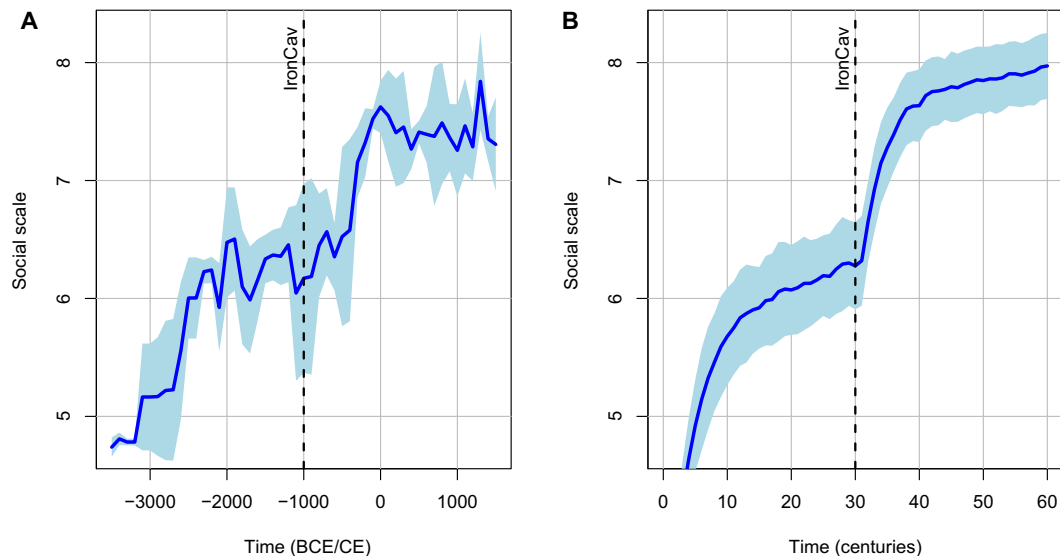 A
IronCav
Social scale
8
7
6
5
−3000 −2000 −1000 0 1000
Time (BCE/CE)
B
IronCav
Social scale
8
7
6
5
0 10 20 30 40 50 60
Time (centuries)